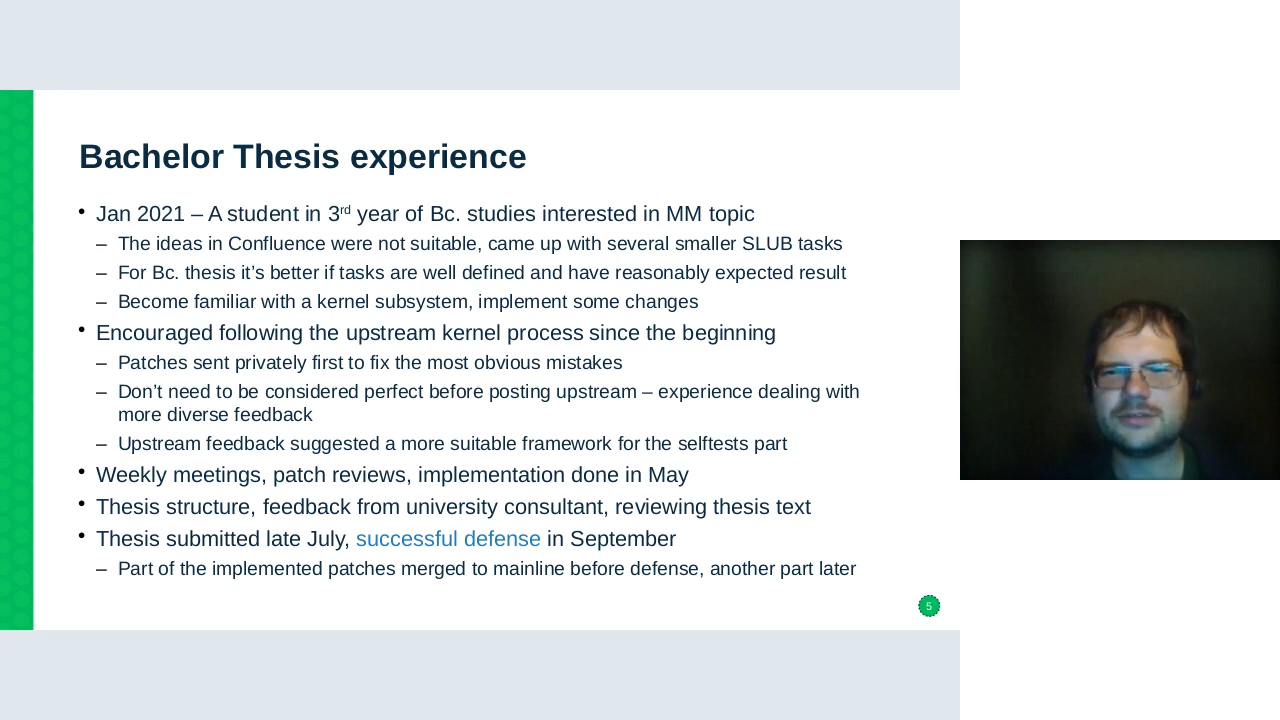 Bachelor Thesis experience
• Jan 2021 – A student in 3rd year of Bc. studies interested in MM topic
– The ideas in Confluence were not suitable, came up with several smaller SLUB tasks
– For Bc. thesis it’s better if tasks are well defined and have reasonably expected result
– Become familiar with a kernel subsystem, implement some changes
• Encouraged following the upstream kernel process since the beginning
– Patches sent privately first to fix the most obvious mistakes
– Don’t need to be considered perfect before posting upstream – experience dealing with
more diverse feedback
– Upstream feedback suggested a more suitable framework for the selftests part
• Weekly meetings, patch reviews, implementation done in May
• Thesis structure, feedback from university consultant, reviewing thesis text
• Thesis submitted late July, successful defense in September
– Part of the implemented patches merged to mainline before defense, another part later
5